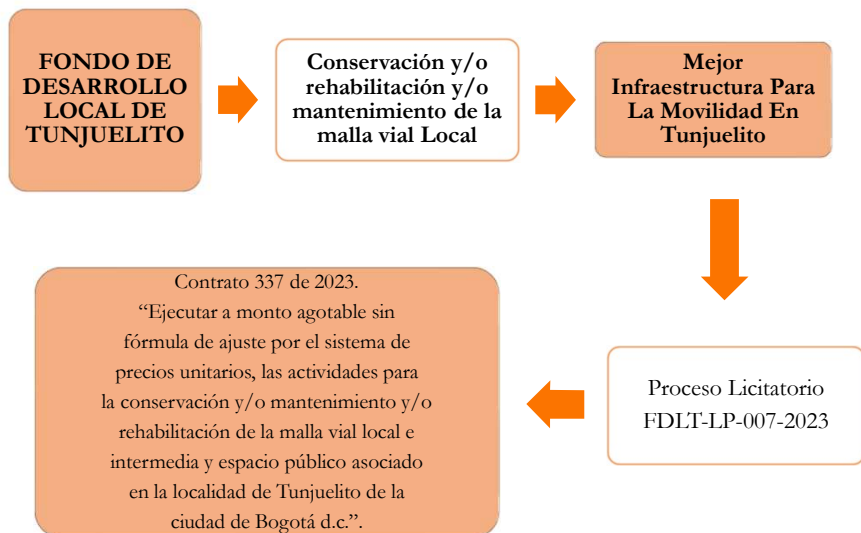 FONDO DE
DESARROLLO
LOCAL DE
TUNJUELITO
Conservación y/o
rehabilitación y/o
mantenimiento de la
malla vial Local
Mejor
Infraestructura Para
La Movilidad En
Tunjuelito
Proceso Licitatorio
FDLT-LP-007-2023
Contrato 337 de 2023.
“Ejecutar a monto agotable sin
fórmula de ajuste por el sistema de
precios unitarios, las actividades para
la conservación y/o mantenimiento y/o
rehabilitación de la malla vial local e
intermedia y espacio público asociado
en la localidad de Tunjuelito de la
ciudad de Bogotá d.c.”.